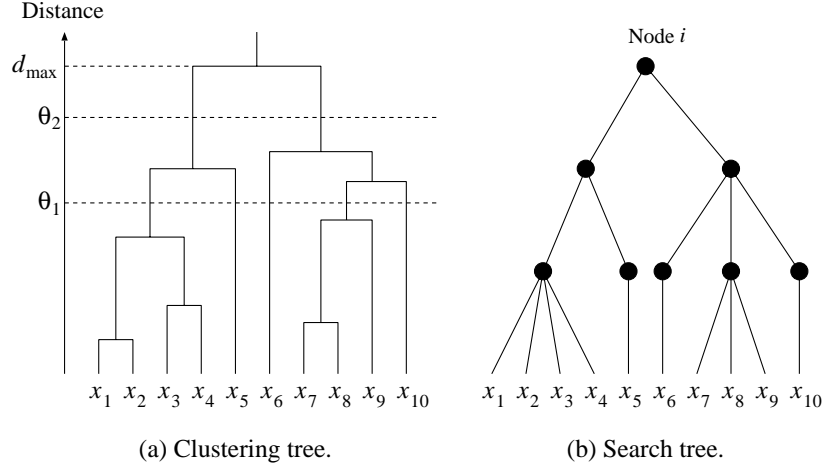 Distance
Node i
d_max
θ_2
θ_1
x_1 x_2 x_3 x_4 x_5 x_6 x_7 x_8 x_9 x_10
x_1 x_2 x_3 x_4 x_5 x_6 x_7 x_8 x_9 x_10
(a) Clustering tree.
(b) Search tree.